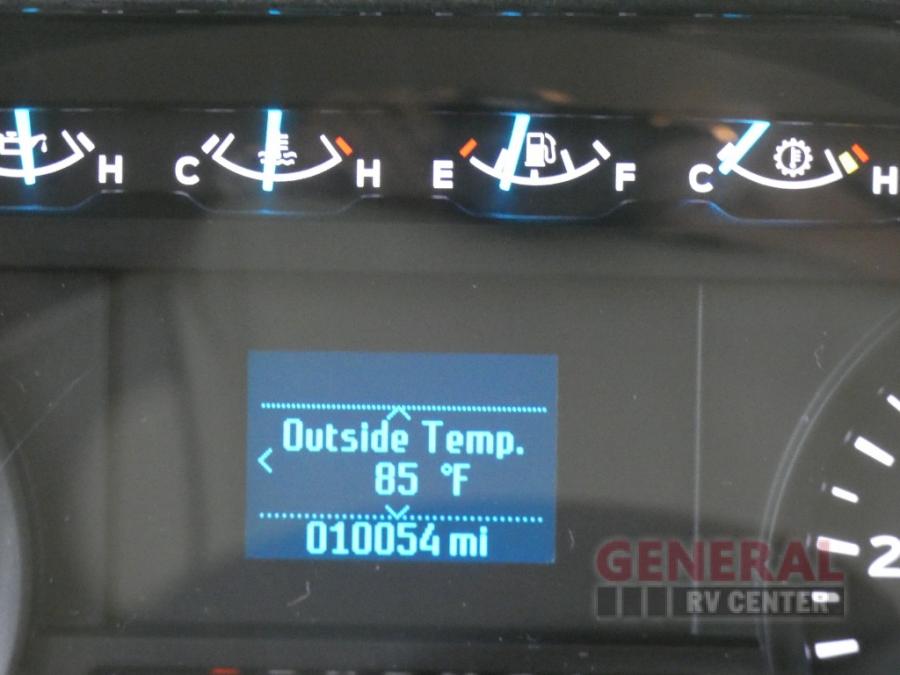 H C H E F C H
Outside Temp.
85 °F
010054 mi
2
GENERAL
RV CENTER